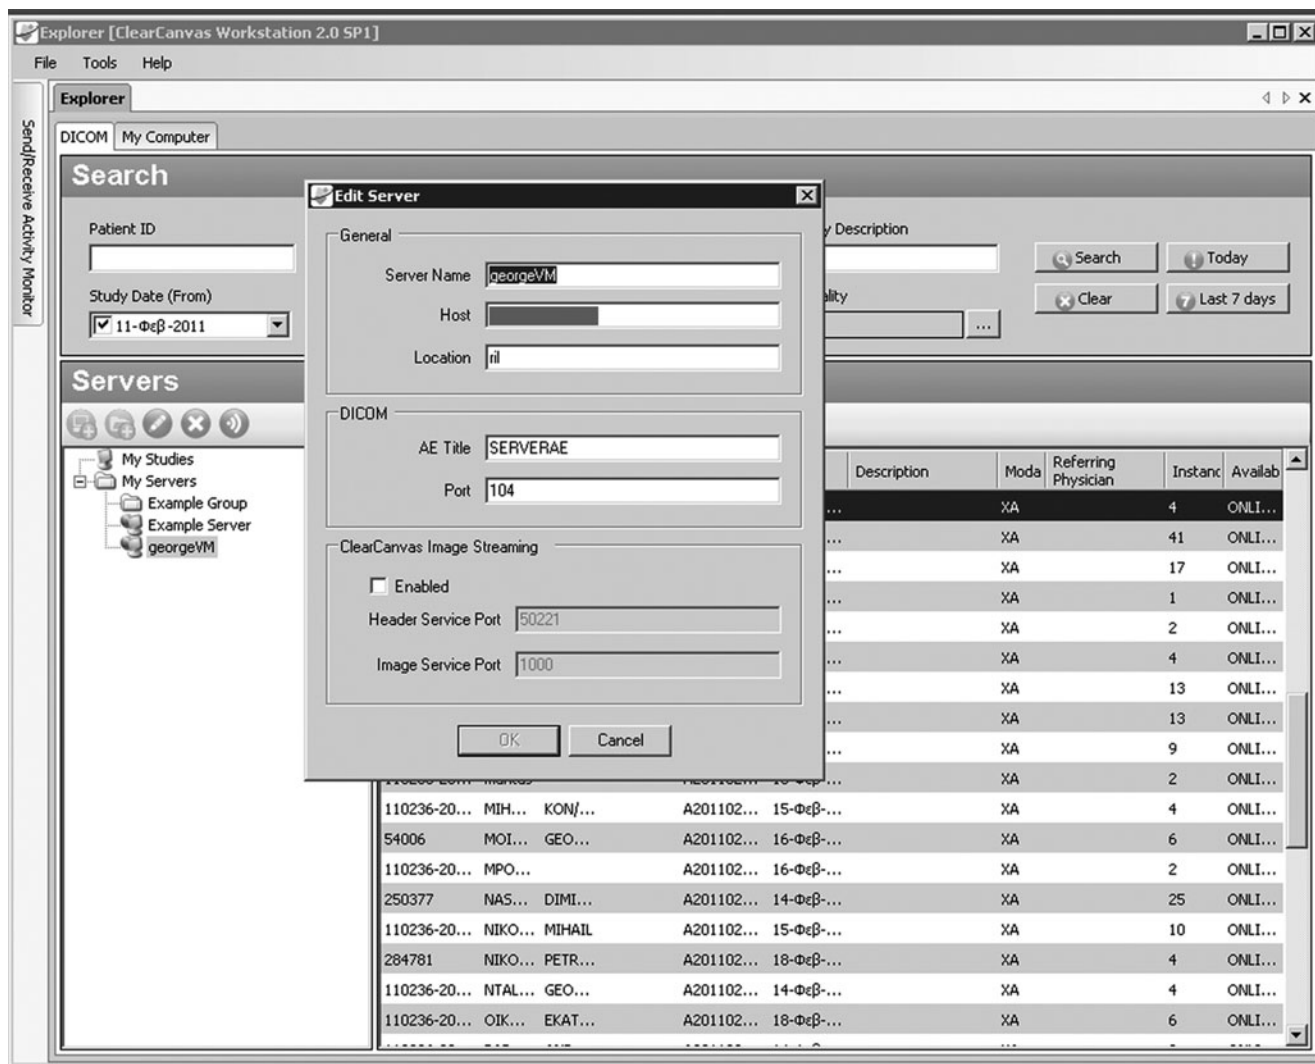 Explorer [ClearCanvas Workstation 2.0 SP1]
File Tools Help
Send/Receive Activity Monitor
Explorer
DICOM My Computer
Search
Patient ID
Study Date (From)
11-Φεβ-2011
y Description
ality
...
Search Today
Clear 7 Last 7 days
Edit Server
General
Server Name georgeVM
Host
Location ril
DICOM
AE Title SERVERAE
Port 104
ClearCanvas Image Streaming
Enabled
Header Service Port 50221
Image Service Port 1000
OK Cancel
Servers
My Studies
My Servers
Example Group
Example Server
georgeVM
Description Moda Referring Physician Instanc Availab
... XA 4 ONLI...
... XA 41 ONLI...
... XA 17 ONLI...
... XA 1 ONLI...
... XA 2 ONLI...
... XA 4 ONLI...
... XA 13 ONLI...
... XA 13 ONLI...
... XA 9 ONLI...
XA 2 ONLI...
110236-20... MIH... KON/... A201102... 15-Φεβ-... XA 4 ONLI...
54006 MOI... GEO... A201102... 16-Φεβ-... XA 6 ONLI...
110236-20... MPO... A201102... 16-Φεβ-... XA 2 ONLI...
250377 NAS... DIMI... A201102... 14-Φεβ-... XA 25 ONLI...
110236-20... NIKO... MIHAIL A201102... 15-Φεβ-... XA 10 ONLI...
284781 NIKO... PETR... A201102... 18-Φεβ-... XA 4 ONLI...
110236-20... NTAL... GEO... A201102... 14-Φεβ-... XA 4 ONLI...
110236-20... OIK... EKAT... A201102... 18-Φεβ-... XA 6 ONLI...